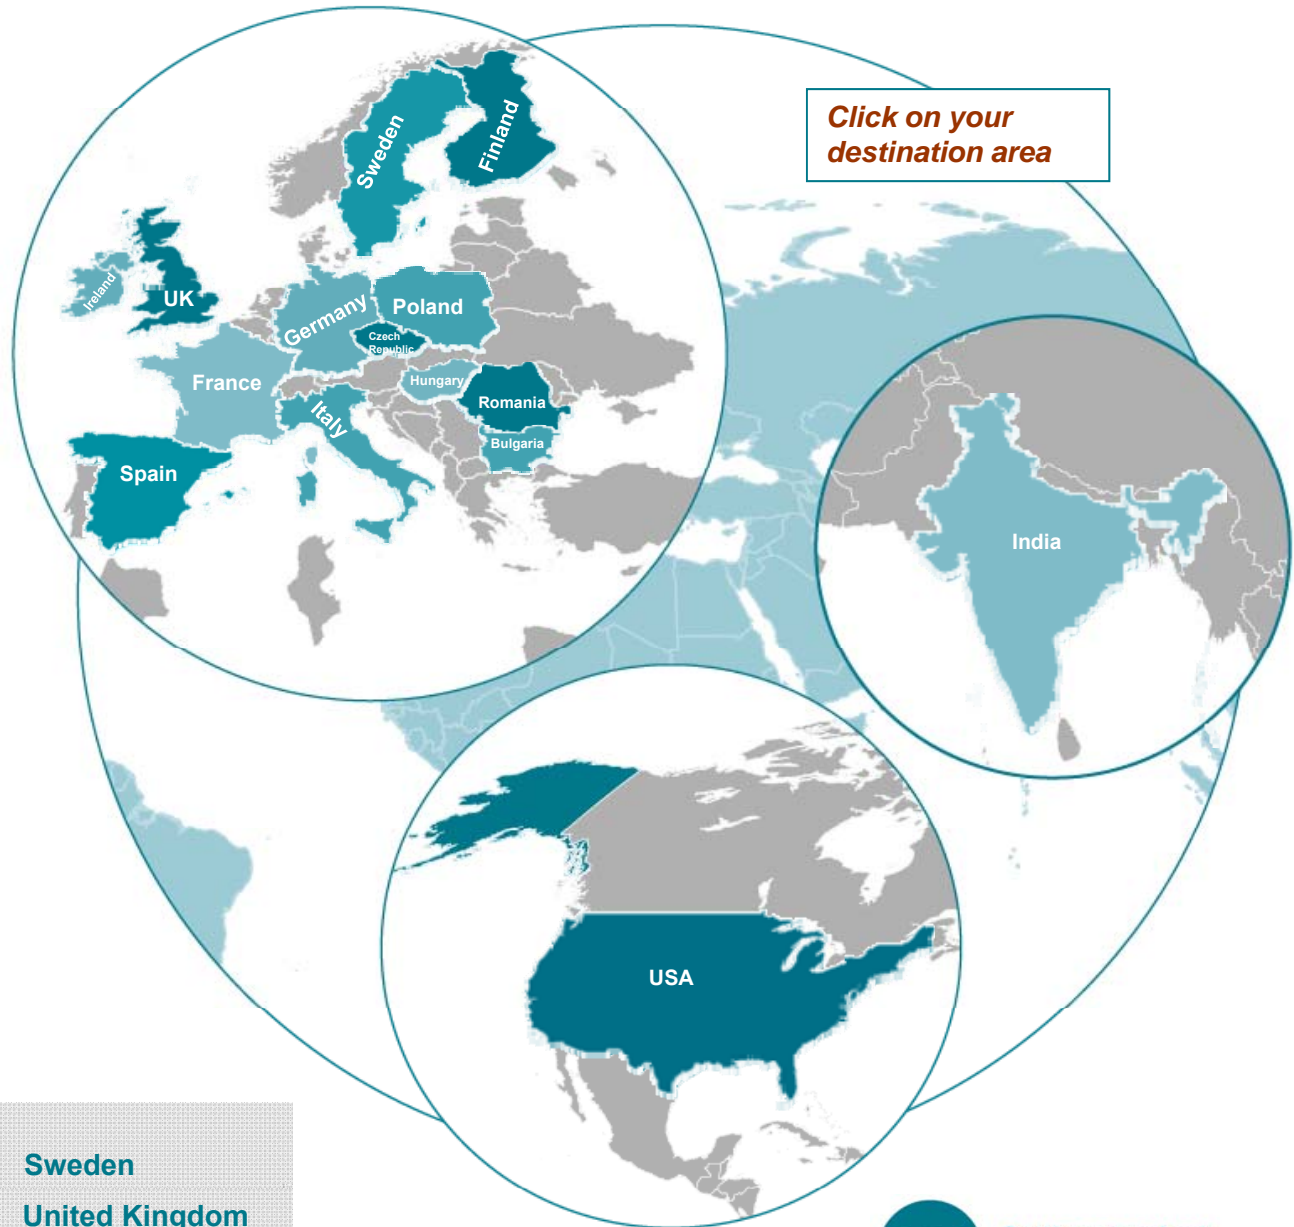 Click on your
destination area
Sweden
Finland
Ireland
UK
Germany
Poland
Czech
Republic
France
Hungary
Italy
Romania
Bulgaria
Spain
India
USA
Sweden
United Kingdom